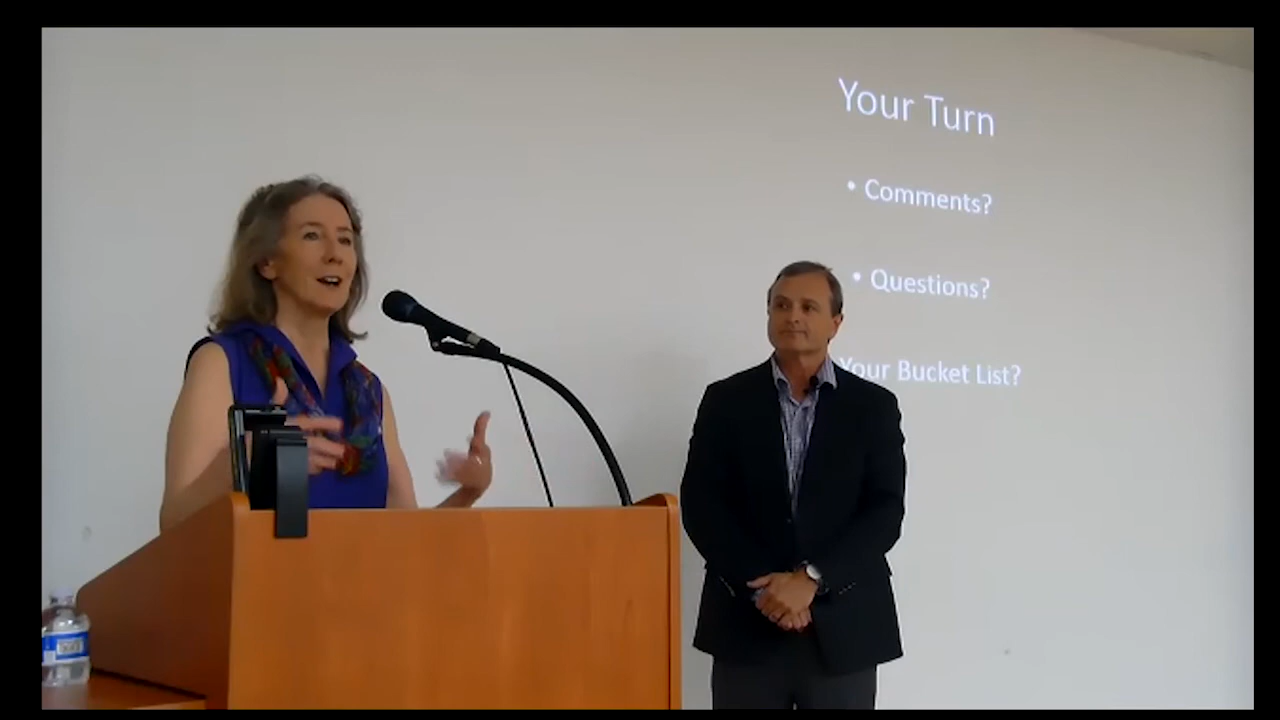 Your Turn
• Comments?
• Questions?
Your Bucket List?